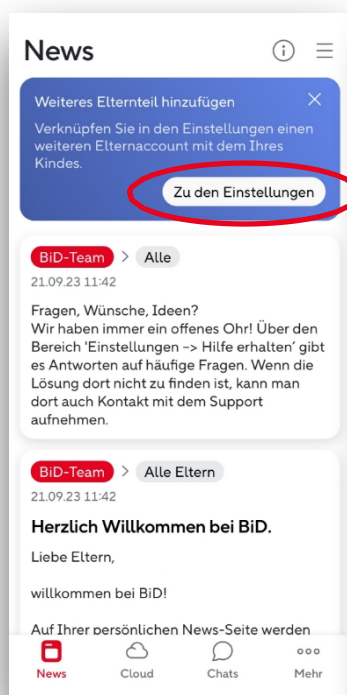 News
Weiteres Elternteil hinzufügen
Verknüpfen Sie in den Einstellungen einen
weiteren Elternaccount mit dem Ihres
Kindes.
Zu den Einstellungen
BiD-Team > Alle
21.09.23 11:42
Fragen, Wünsche, Ideen?
Wir haben immer ein offenes Ohr! Über den
Bereich 'Einstellungen –> Hilfe erhalten' gibt
es Antworten auf häufige Fragen. Wenn die
Lösung dort nicht zu finden ist, kann man
dort auch Kontakt mit dem Support
aufnehmen.
BiD-Team > Alle Eltern
21.09.23 11:42
Herzlich Willkommen bei BiD.
Liebe Eltern,
willkommen bei BiD!
Auf Ihrer persönlichen News-Seite werden
News Cloud Chats Mehr